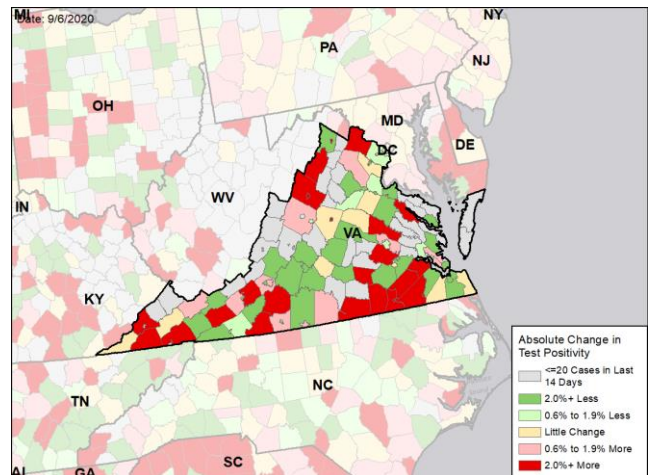 MI
Date: 9/6/2020
NY
PA
NJ
OH
MD
DE
DC
IN
WV
VA
KY
TN
NC
AL
GA
SC
Absolute Change in
Test Positivity
<=20 Cases in Last
14 Days
2.0%+ Less
0.6% to 1.9% Less
Little Change
0.6% to 1.9% More
2.0%+ More